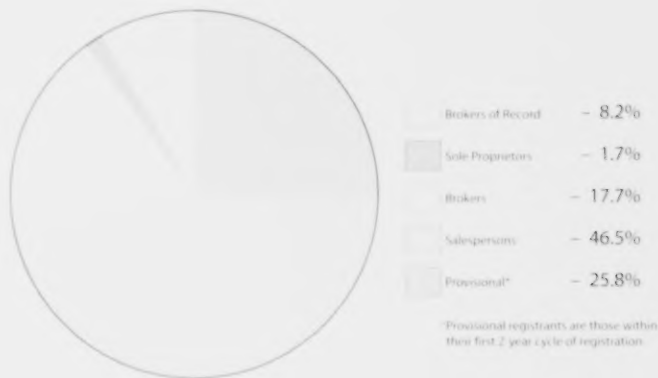 Brokers of Record – 8.2%
Sole Proprietors – 1.7%
Brokers – 17.7%
Salespersons – 46.5%
Provisional* – 25.8%
*Provisional registrants are those within
their first 2 year cycle of registration